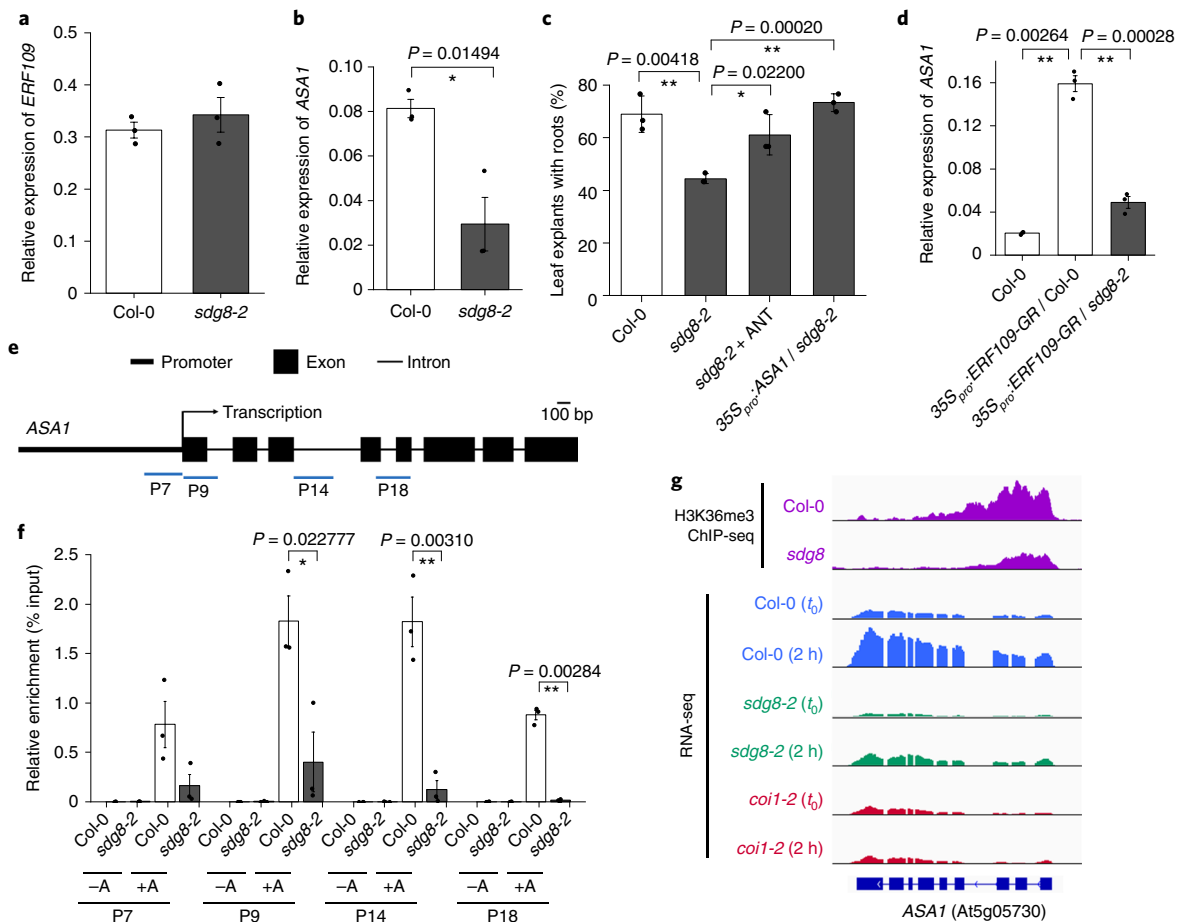 a
Relative expression of ERF109
0.4
0.3
0.2
0.1
0
Col-0
sdg8-2
b
P = 0.01494
*
Relative expression of ASA1
0.10
0.08
0.06
0.04
0.02
0
Col-0
sdg8-2
c
P = 0.00020
**
P = 0.00418
**
P = 0.02200
*
Leaf explants with roots (%)
80
60
40
20
0
Col-0
sdg8-2
sdg8-2 + ANT
35Spro:ASA1 / sdg8-2
d
P = 0.00264
**
P = 0.00028
**
Relative expression of ASA1
0.16
0.12
0.08
0.04
0
Col-0
35Spro:ERF109-GR / Col-0
35Spro:ERF109-GR / sdg8-2
e
Promoter
Exon
Intron
ASA1
Transcription
100 bp
P7
P9
P14
P18
f
P = 0.022777
*
P = 0.00310
**
P = 0.00284
**
Relative enrichment (% input)
2.5
2.0
1.5
1.0
0.5
0
Col-0
sdg8-2
Col-0
sdg8-2
Col-0
sdg8-2
Col-0
sdg8-2
Col-0
sdg8-2
Col-0
sdg8-2
Col-0
sdg8-2
Col-0
sdg8-2
–A
+A
–A
+A
–A
+A
–A
+A
P7
P9
P14
P18
g
H3K36me3
ChIP-seq
Col-0
sdg8
RNA-seq
Col-0 (t0)
Col-0 (2 h)
sdg8-2 (t0)
sdg8-2 (2 h)
coi1-2 (t0)
coi1-2 (2 h)
ASA1 (At5g05730)